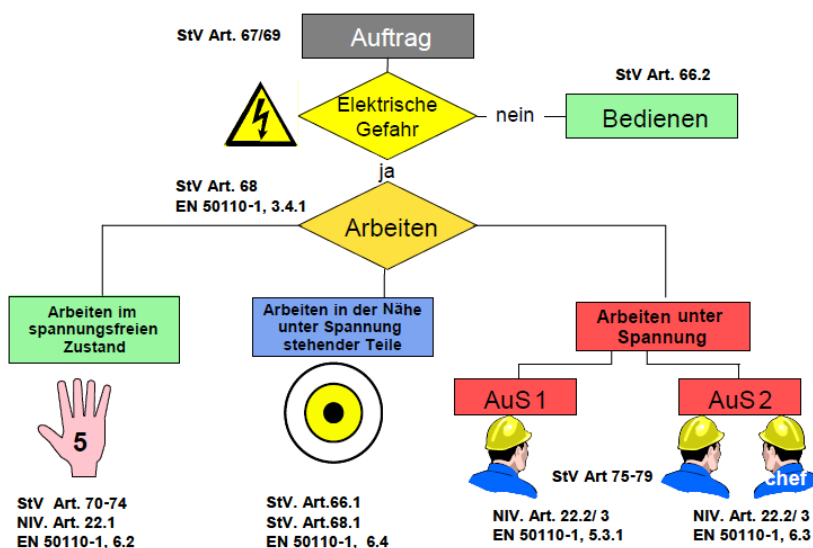 StV Art. 67/69
Auftrag
StV Art. 66.2
Elektrische
Gefahr
nein
Bedienen
ja
StV Art. 68
EN 50110-1, 3.4.1
Arbeiten
Arbeiten im
spannungsfreien
Zustand
Arbeiten in der Nähe
unter Spannung
stehender Teile
Arbeiten unter
Spannung
AuS 1
AuS 2
5
chef
StV Art 75-79
StV Art. 70-74
NIV. Art. 22.1
EN 50110-1, 6.2
StV. Art.66.1
StV. Art.68.1
EN 50110-1, 6.4
NIV. Art. 22.2/ 3
EN 50110-1, 5.3.1
NIV. Art. 22.2/ 3
EN 50110-1, 6.3